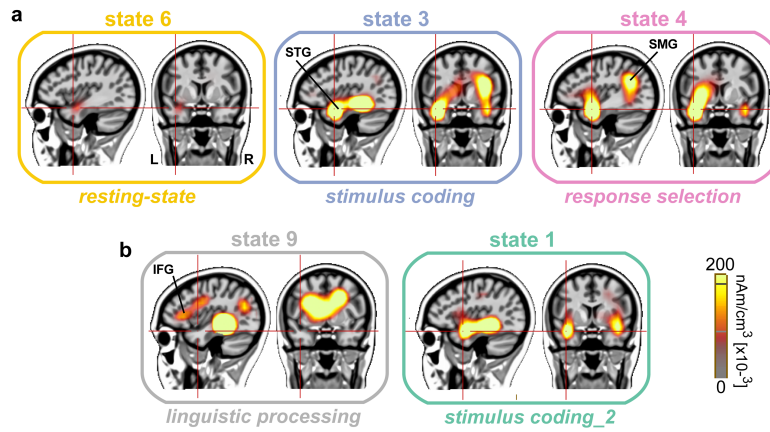 a
state 6
state 3
state 4
STG
SMG
L
R
resting-state
stimulus coding
response selection
b
state 9
state 1
IFG
200
nAm/cm³ [x10-3]
0
linguistic processing
stimulus coding_2